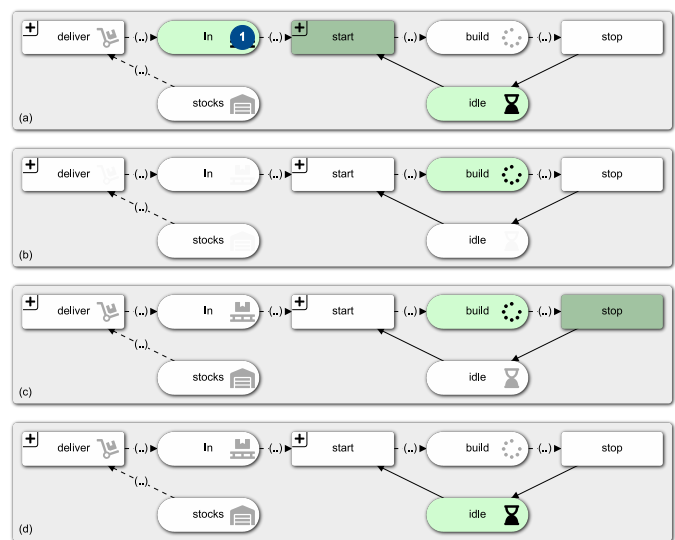 deliver (..) In 1 (..) start (..) build (..) stop
(..)
stocks idle
(a)
deliver (..) In (..) start (..) build (..) stop
(..)
stocks idle
(b)
deliver (..) In (..) start (..) build (..) stop
(..)
stocks idle
(c)
deliver (..) In (..) start (..) build (..) stop
(..)
stocks idle
(d)